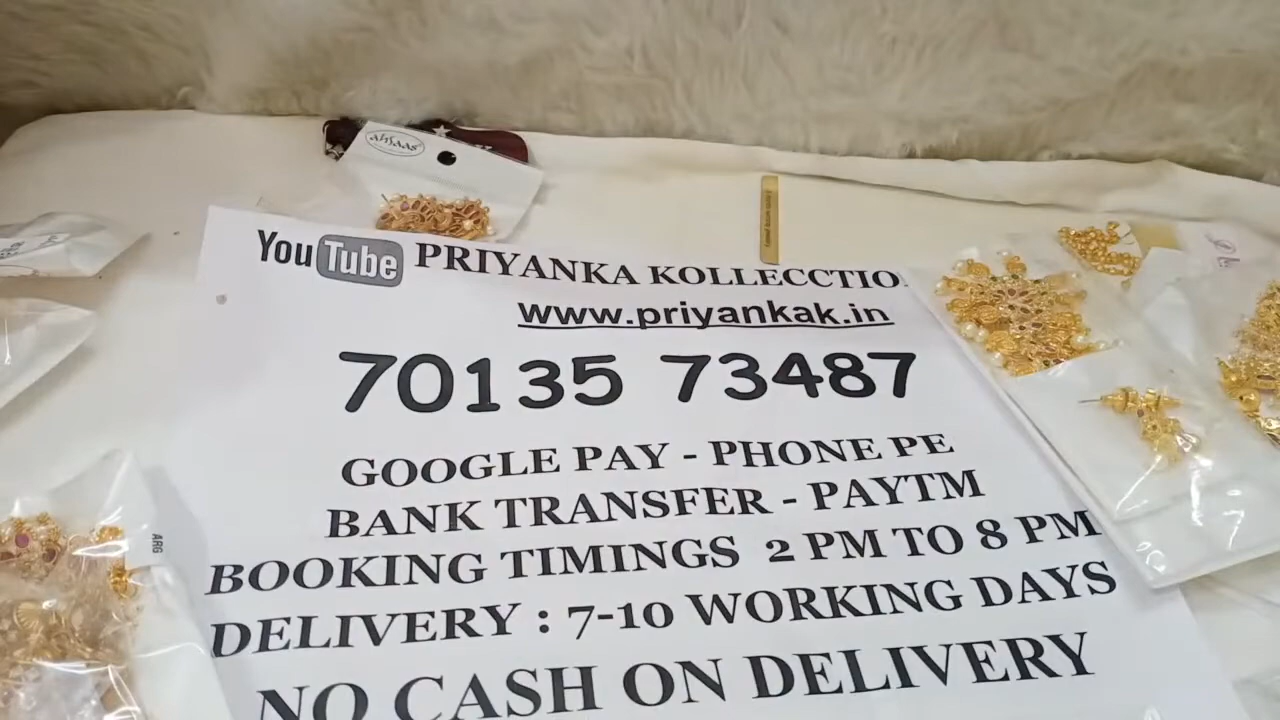 YouTube PRIYANKA KOLLECCTIO
www.priyankak.in
70135 73487
GOOGLE PAY - PHONE PE
BANK TRANSFER - PAYTM
BOOKING TIMINGS 2 PM TO 8 PM
DELIVERY : 7-10 WORKING DAYS
NO CASH ON DELIVERY
ARG